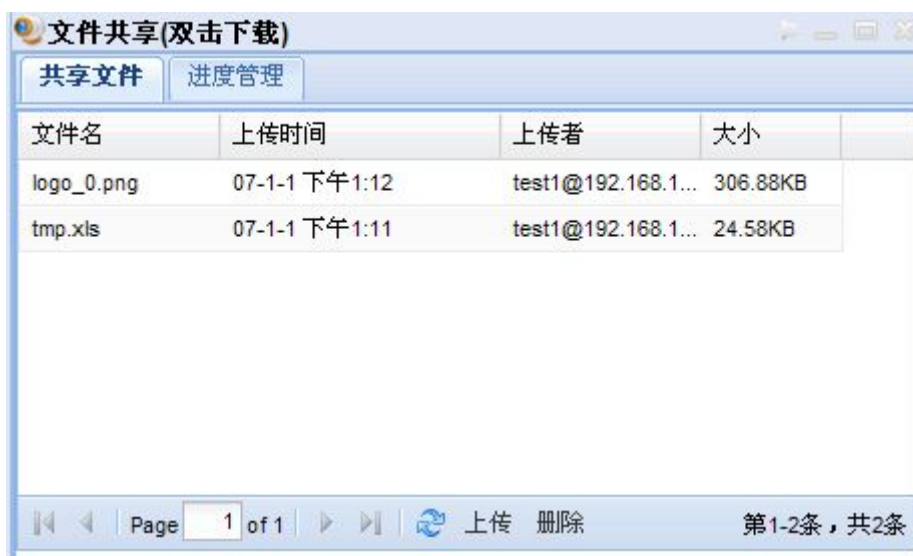 文件共享(双击下载)
共享文件 进度管理
文件名 上传时间 上传者 大小
logo_0.png 07-1-1 下午1:12 test1@192.168.1... 306.88KB
tmp.xls 07-1-1 下午1:11 test1@192.168.1... 24.58KB
Page 1 of 1 上传 删除 第1-2条，共2条